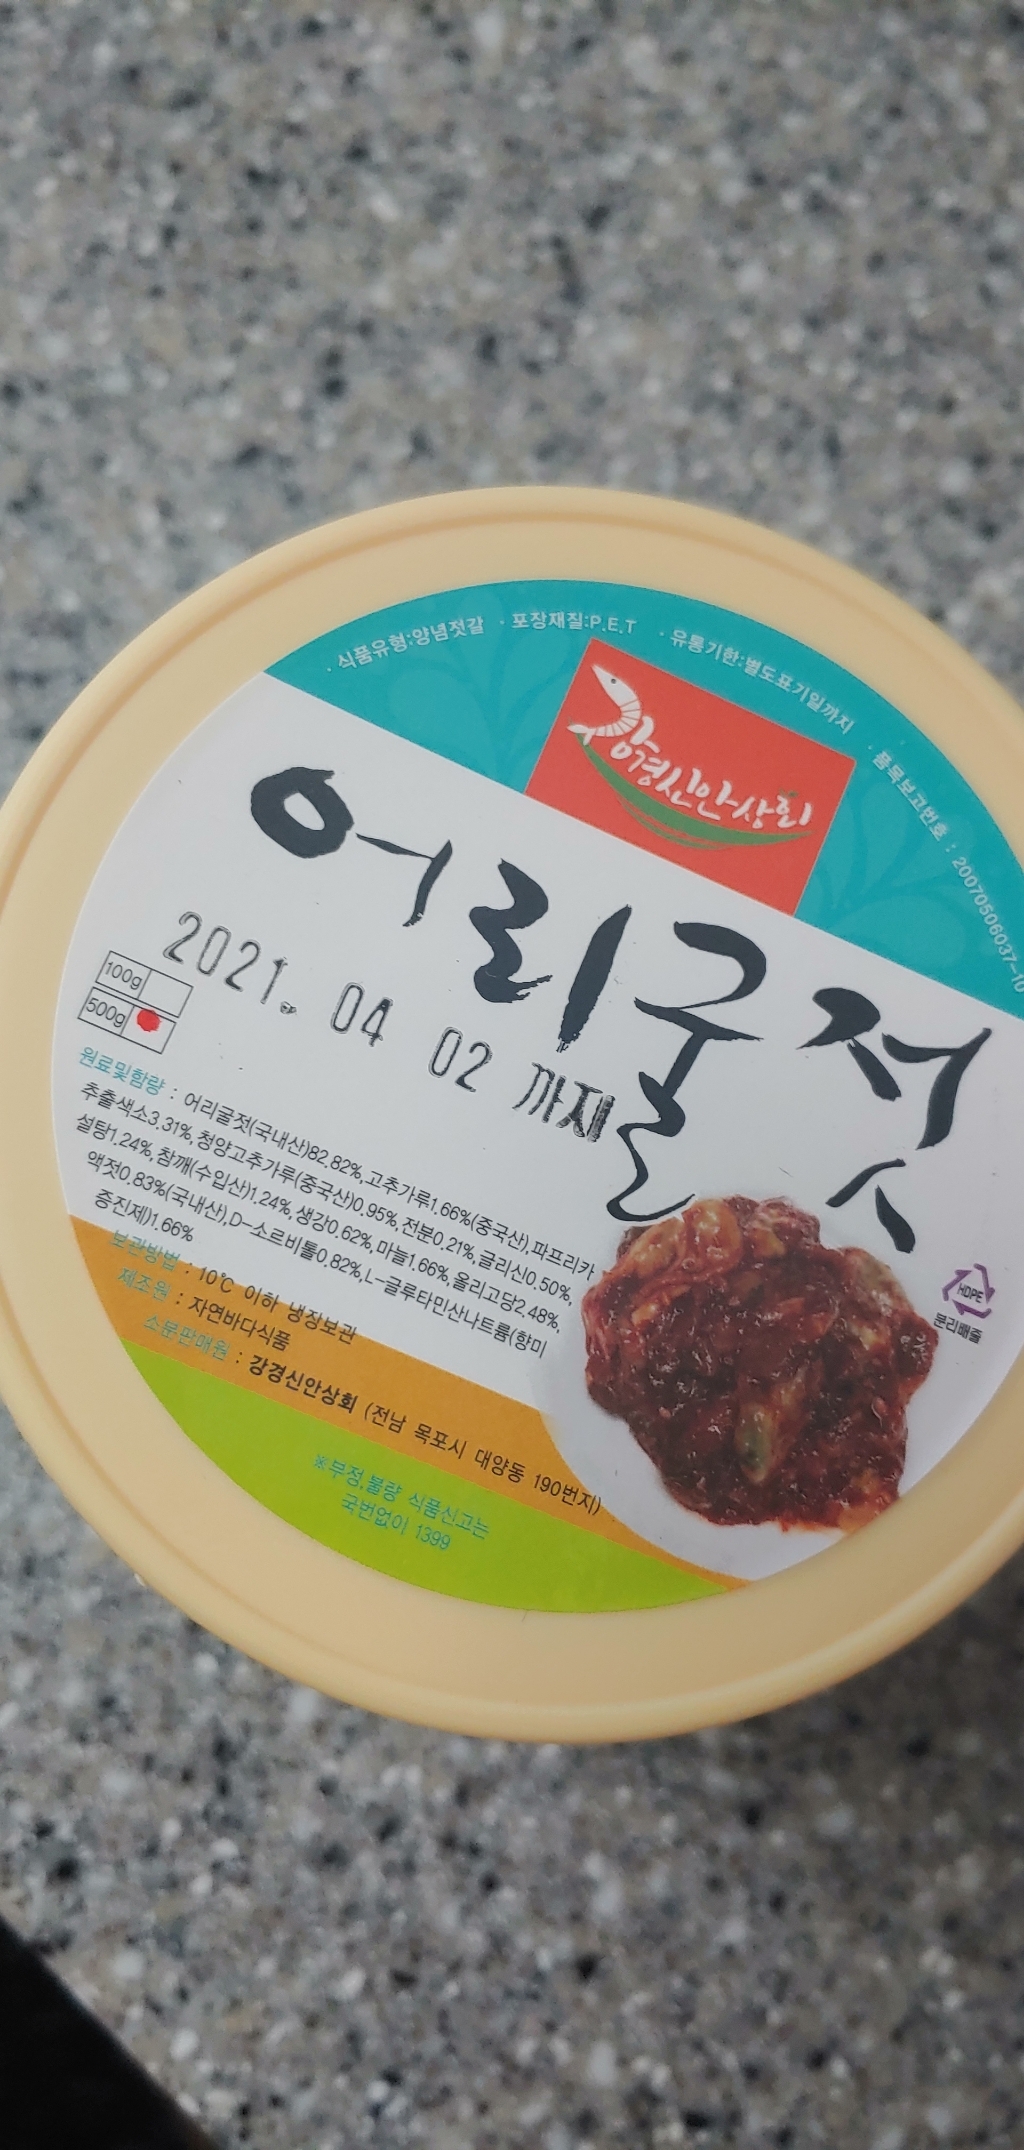 ·식품유형:양념젓갈 ·포장재질:P.E.T ·유통기한:별도표기일까지 ·품목보고번호 : 20070506037-10
강경신안상회
어리굴젓
2021. 04 02 까지
100g
500g
원료및함량 : 어리굴젓(국내산)82.82%,고춧가루1.66%(중국산),파프리카
추출색소3.31%,청양고추가루(중국산)0.95%,전분0.21%,글리신0.50%,
설탕1.24%,참깨(수입산)1.24%,생강0.62%,마늘1.66%,올리고당2.48%,
액젓0.83%(국내산),D-소르비톨0.82%,L-글루타민산나트륨(향미
증진제)1.66%
보관방법 : 10℃ 이하 냉장보관
제조원 : 자연바다식품
소분판매원 : 강경신안상회 (전남 목포시 대양동 190번지)
※부정,불량 식품신고는
국번없이 1399
HDPE
분리배출